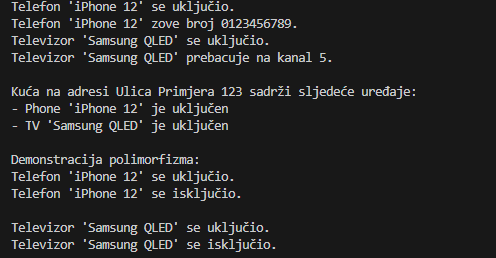 Telefon 'iPhone 12' se uključio.
Telefon 'iPhone 12' zove broj 0123456789.
Televizor 'Samsung QLED' se uključio.
Televizor 'Samsung QLED' prebacuje na kanal 5.
Kuća na adresi Ulica Primjera 123 sadrži sljedeće uređaje:
- Phone 'iPhone 12' je uključen
- TV 'Samsung QLED' je uključen
Demonstracija polimorfizma:
Telefon 'iPhone 12' se uključio.
Telefon 'iPhone 12' se isključio.
Televizor 'Samsung QLED' se uključio.
Televizor 'Samsung QLED' se isključio.